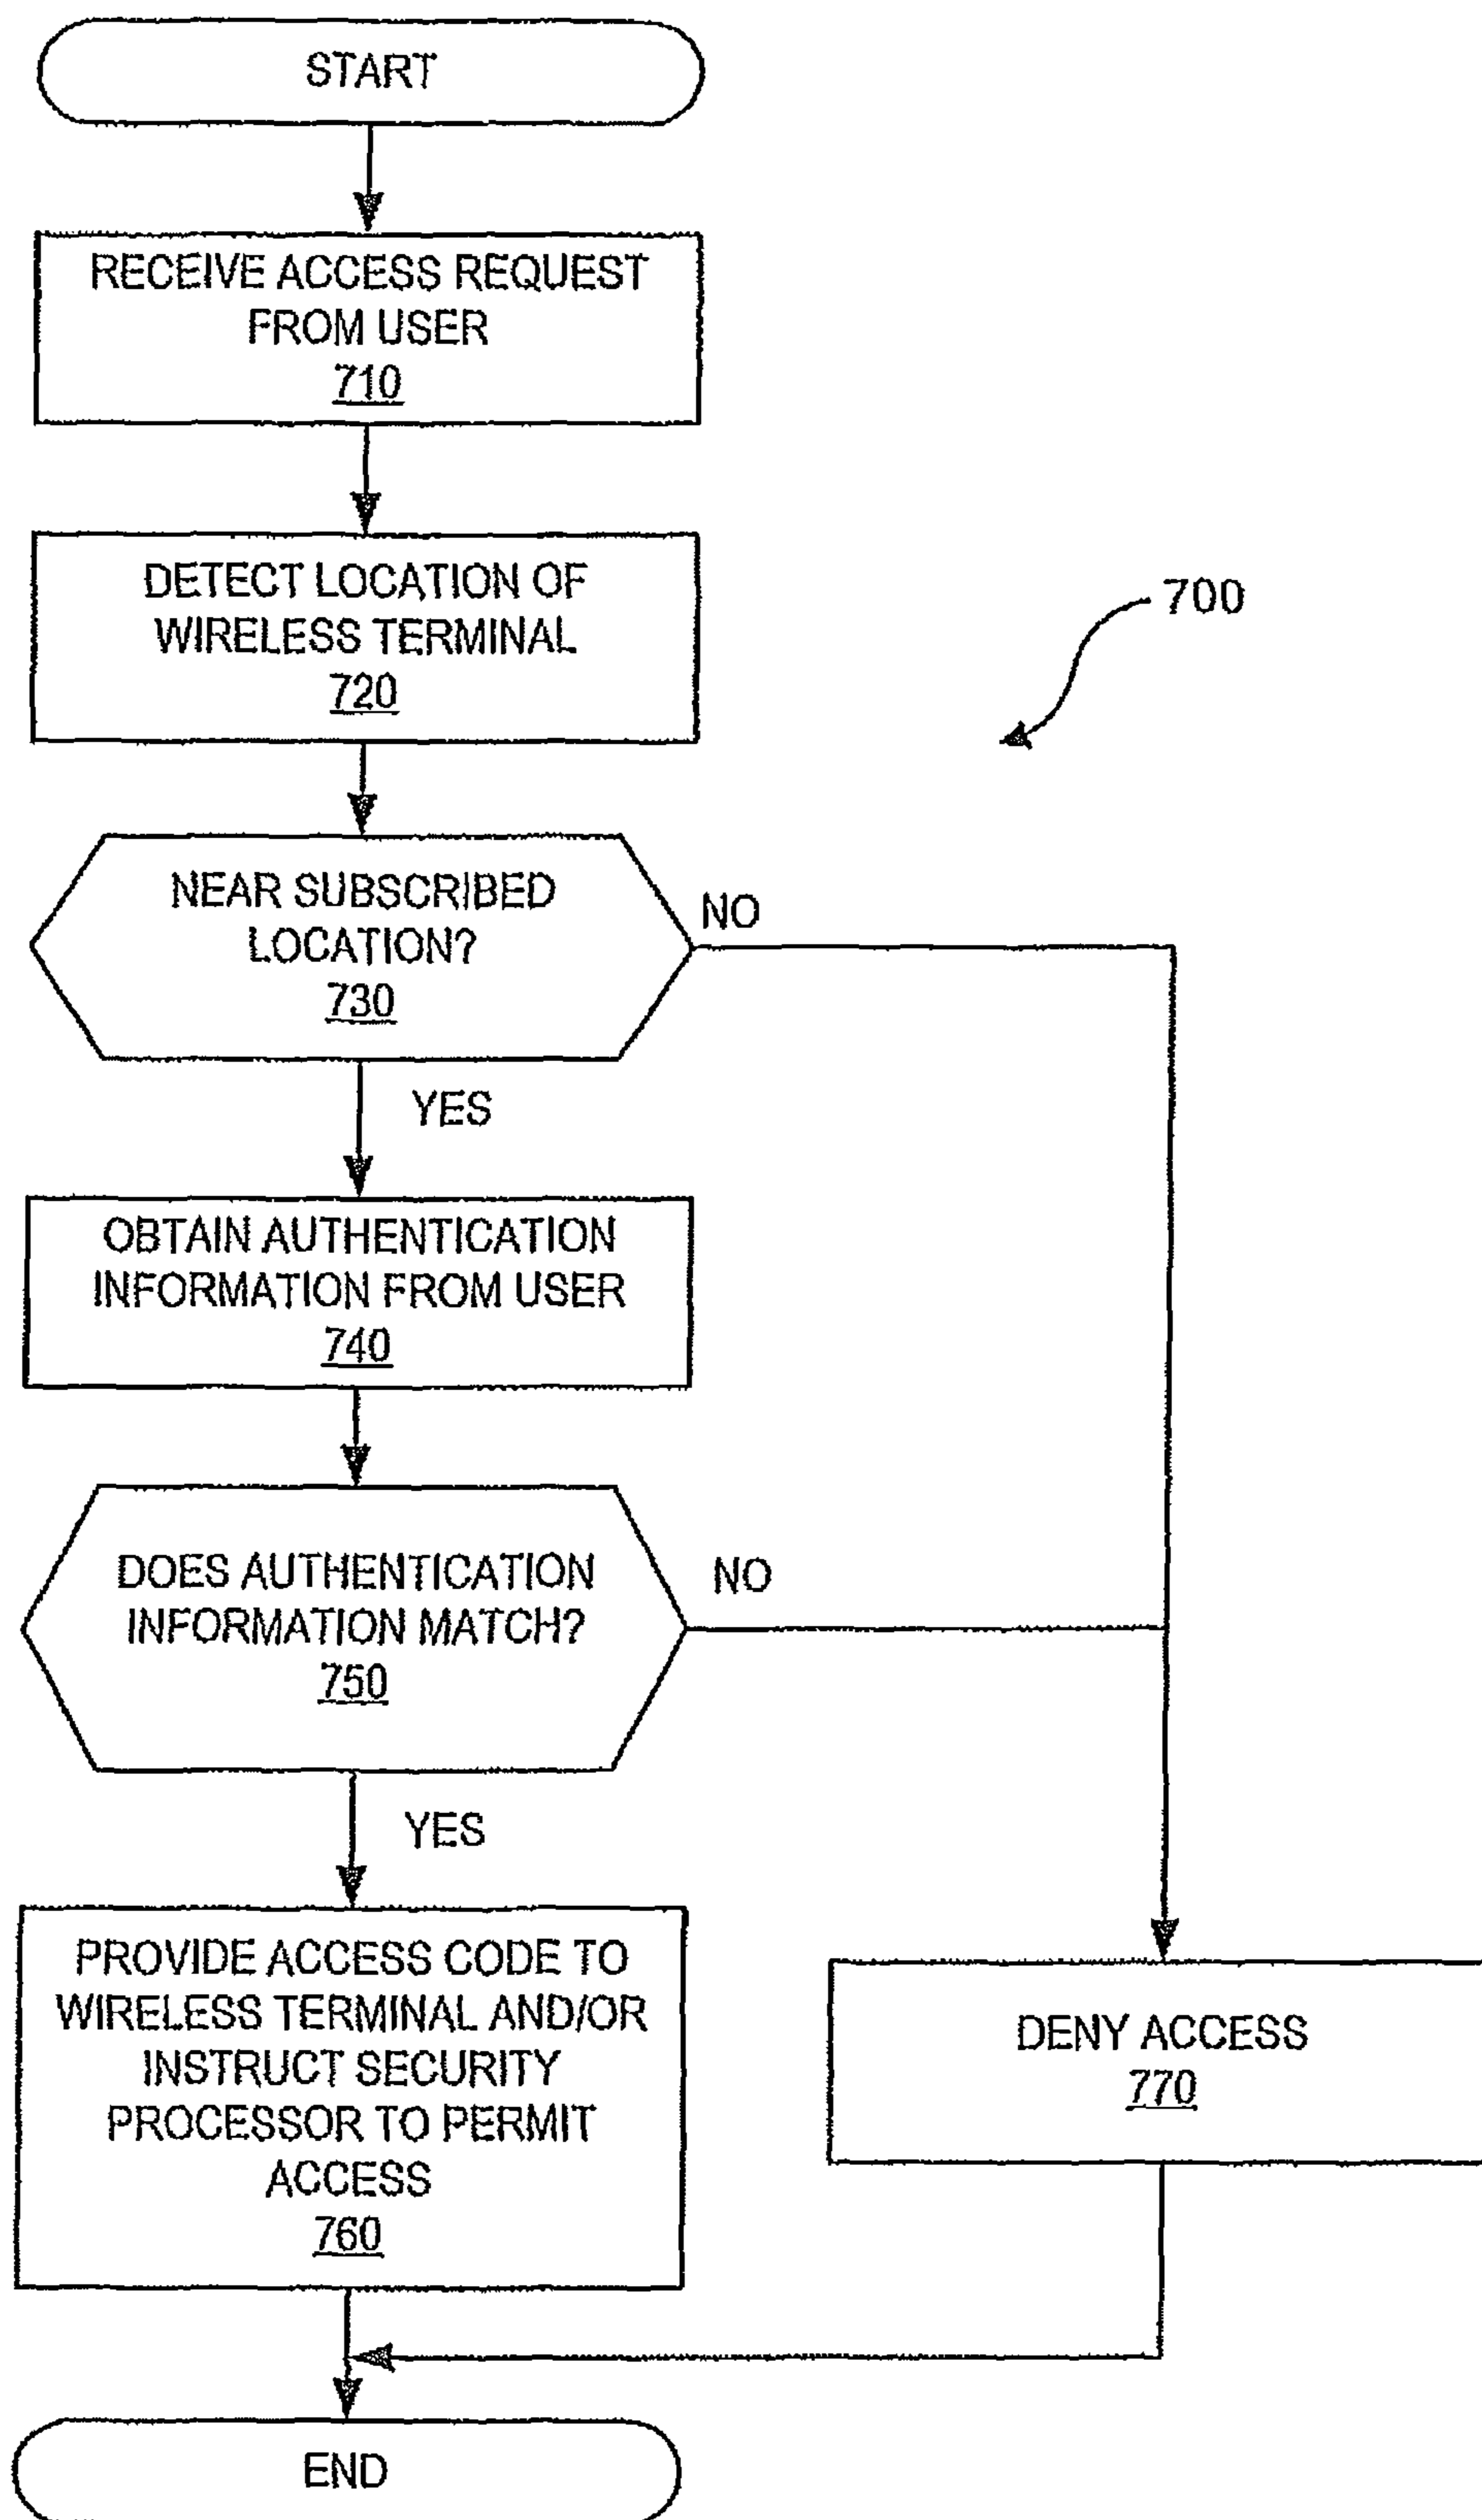 START
RECEIVE ACCESS REQUEST
FROM USER
710
DETECT LOCATION OF
WIRELESS TERMINAL
720
700
NEAR SUBSCRIBED
LOCATION?
730
NO
YES
OBTAIN AUTHENTICATION
INFORMATION FROM USER
740
DOES AUTHENTICATION
INFORMATION MATCH?
750
NO
YES
PROVIDE ACCESS CODE TO
WIRELESS TERMINAL AND/OR
INSTRUCT SECURITY
PROCESSOR TO PERMIT
ACCESS
760
DENY ACCESS
770
END